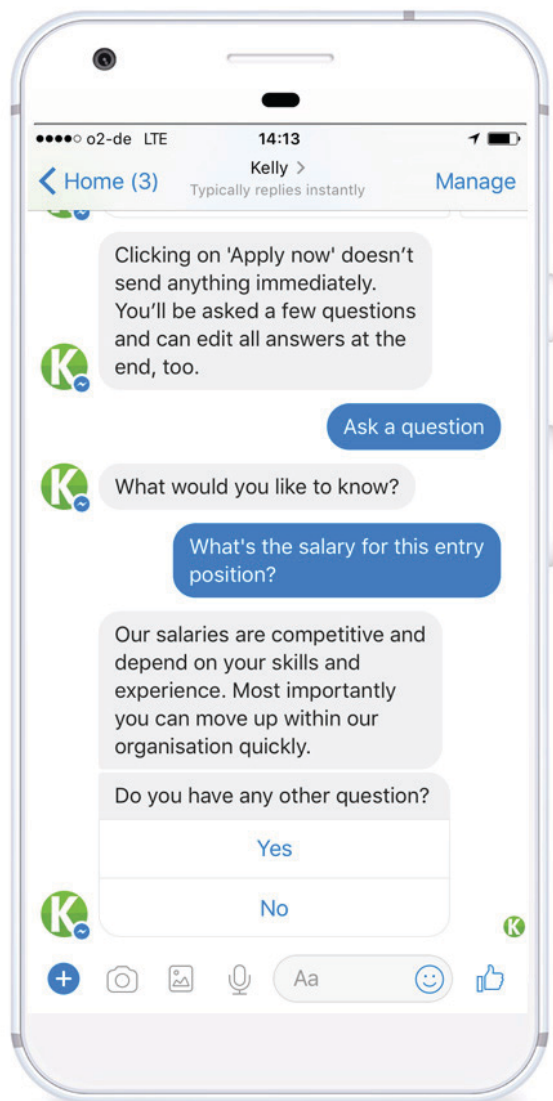 o2-de LTE 14:13
Kelly >
Home (3) Typically replies instantly Manage
Clicking on 'Apply now' doesn’t
send anything immediately.
You’ll be asked a few questions
and can edit all answers at the
end, too.
K
Ask a question
K What would you like to know?
What's the salary for this entry
position?
Our salaries are competitive and
depend on your skills and
experience. Most importantly
you can move up within our
organisation quickly.
Do you have any other question?
Yes
No
K
K
Aa